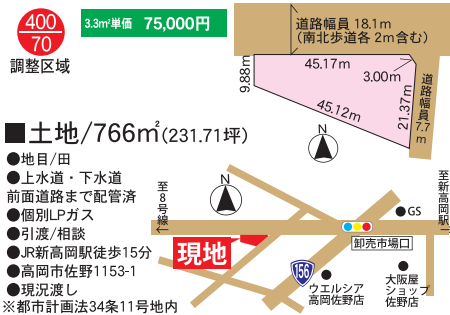 400
70
調整区域
3.3㎡単価 75,000円
道路幅員 18.1m
(南北歩道各 2m含む)
45.17m
9.88m
3.00m
21.37m
45.12m
道路幅員 7.7m
N
■土地/766㎡(231.71坪)
●地目/田
●上水道・下水道
前面道路まで配管済
●個別LPガス
●引渡/相談
●JR新高岡駅徒歩15分
●高岡市佐野1153-1
●現況渡し
※都市計画法34条11号地内
N
至8号線
至新高岡駅
GS
現地
卸売市場口
156
ウエルシア
高岡佐野店
大阪屋
ショップ
佐野店